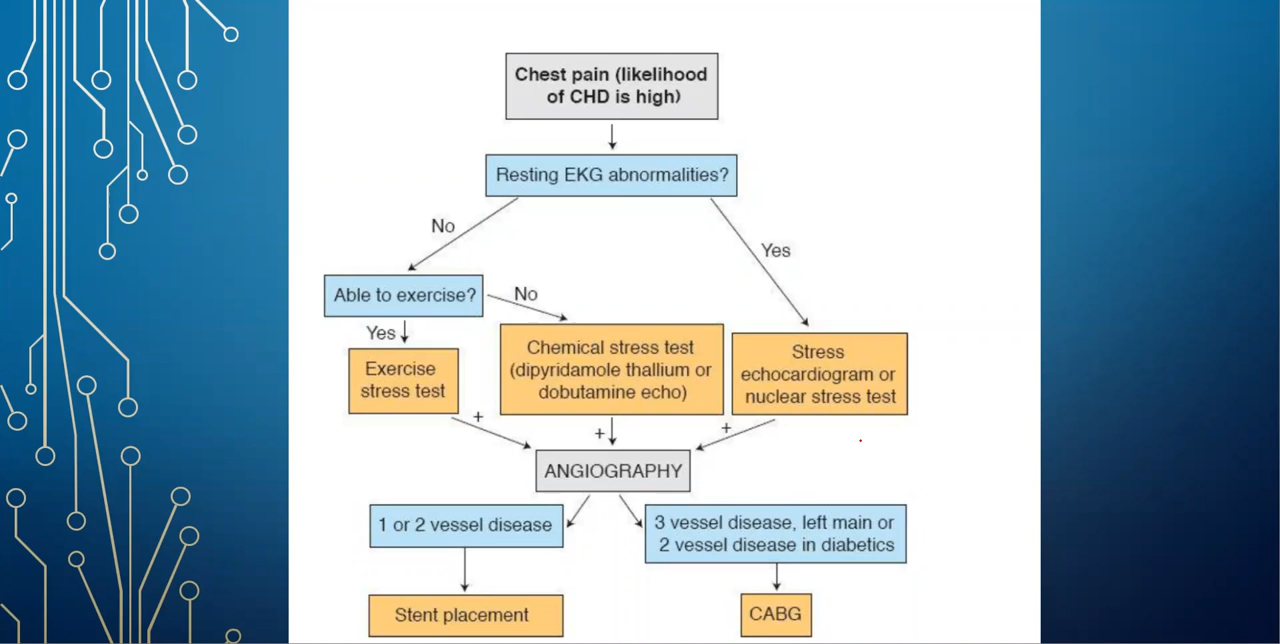 Chest pain (likelihood
of CHD is high)
Resting EKG abnormalities?
No
Yes
Able to exercise?
No
Yes
Exercise
stress test
Chemical stress test
(dipyridamole thallium or
dobutamine echo)
Stress
echocardiogram or
nuclear stress test
+
+
+
ANGIOGRAPHY
1 or 2 vessel disease
3 vessel disease, left main or
2 vessel disease in diabetics
Stent placement
CABG